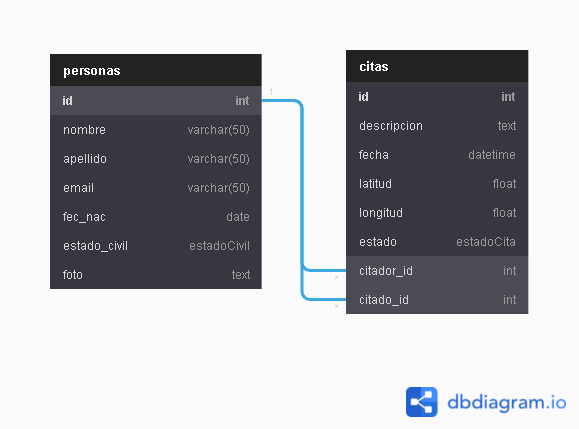 personas
id int
nombre varchar(50)
apellido varchar(50)
email varchar(50)
fec_nac date
estado_civil estadoCivil
foto text
1
citas
id int
descripcion text
fecha datetime
latitud float
longitud float
estado estadoCita
citador_id int
*
citado_id int
*
dbdiagram.io